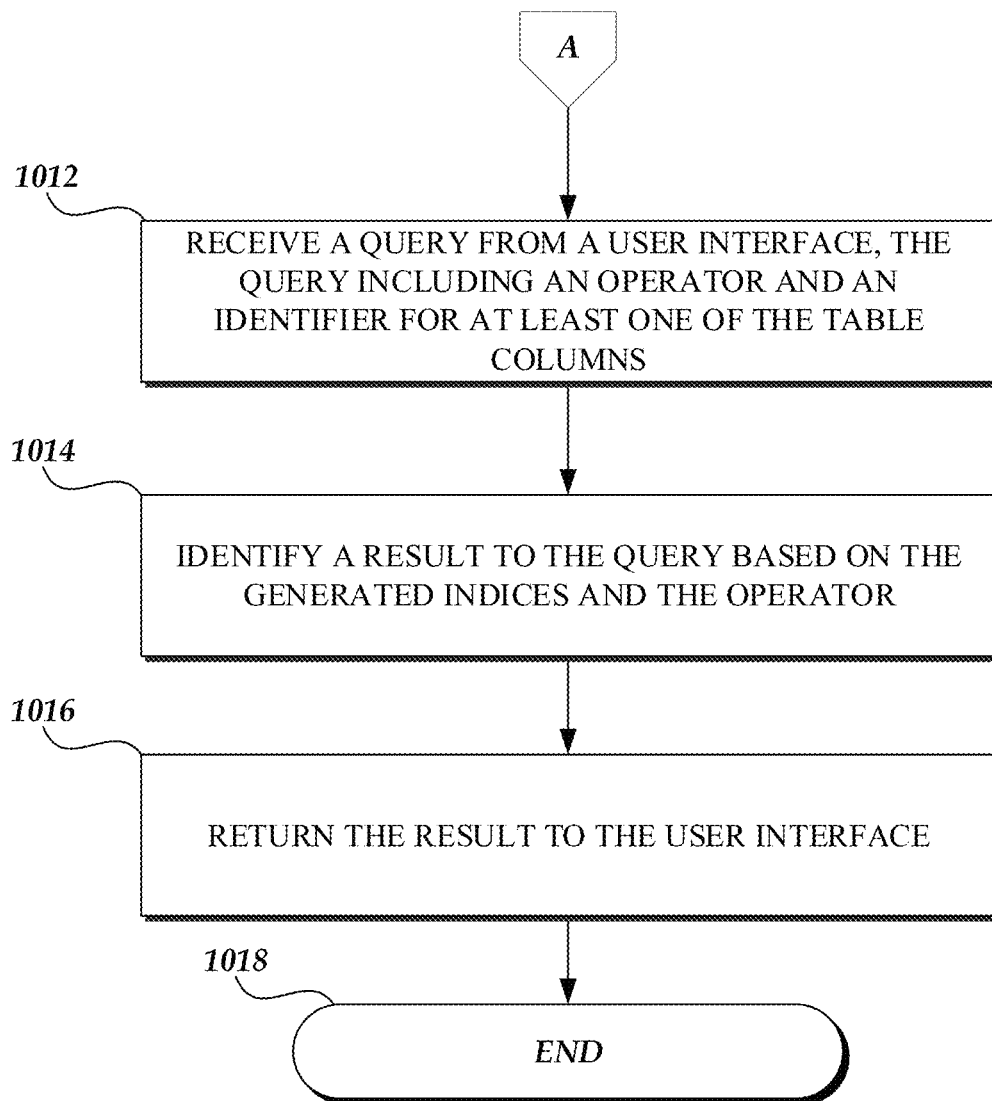 A
1012
RECEIVE A QUERY FROM A USER INTERFACE, THE
QUERY INCLUDING AN OPERATOR AND AN
IDENTIFIER FOR AT LEAST ONE OF THE TABLE
COLUMNS
1014
IDENTIFY A RESULT TO THE QUERY BASED ON THE
GENERATED INDICES AND THE OPERATOR
1016
RETURN THE RESULT TO THE USER INTERFACE
1018
END